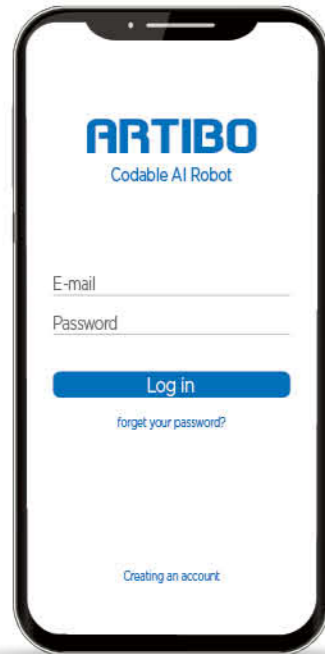 ARTIBO
Codable AI Robot
E-mail
Password
Log in
forget your password?
Creating an account